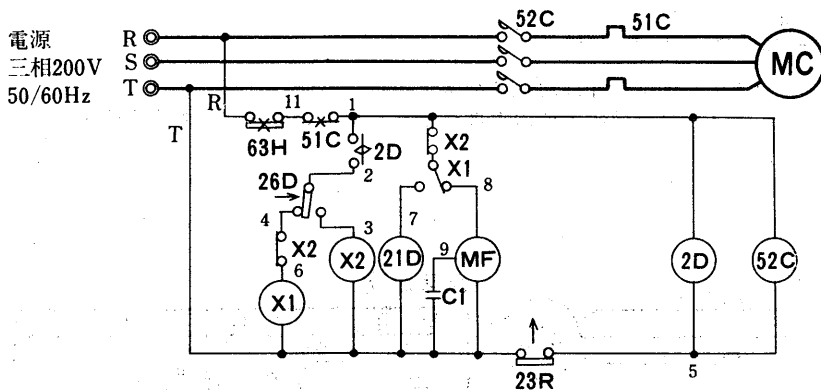 電源
三相200V
50/60Hz
R
S
T
52C
51C
MC
R
T
11
1
63H
51C
2D
2
X2
X1
26D
4
3
7
8
X2
6
X1
X2
21D
9
MF
C1
2D
52C
23R
5